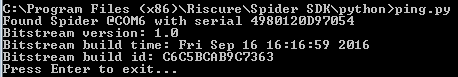 C:\Program Files (x86)\Riscure\Spider SDK\python>ping.py
Found Spider @COM6 with serial 4980120D97054
Bitstream version: 1.0
Bitstream build time: Fri Sep 16 16:16:59 2016
Bitstream build id: C6C5BCAB9C7363
Press Enter to exit...